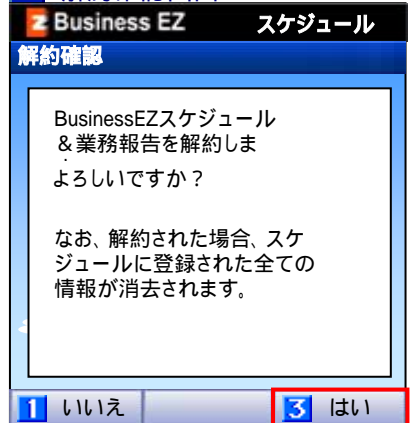 Business EZ スケジュール
解約確認
BusinessEZスケジュール
＆業務報告を解約しま
よろしいですか？
なお、解約された場合、スケ
ジュールに登録された全ての
情報が消去されます。
1 いいえ 3 はい